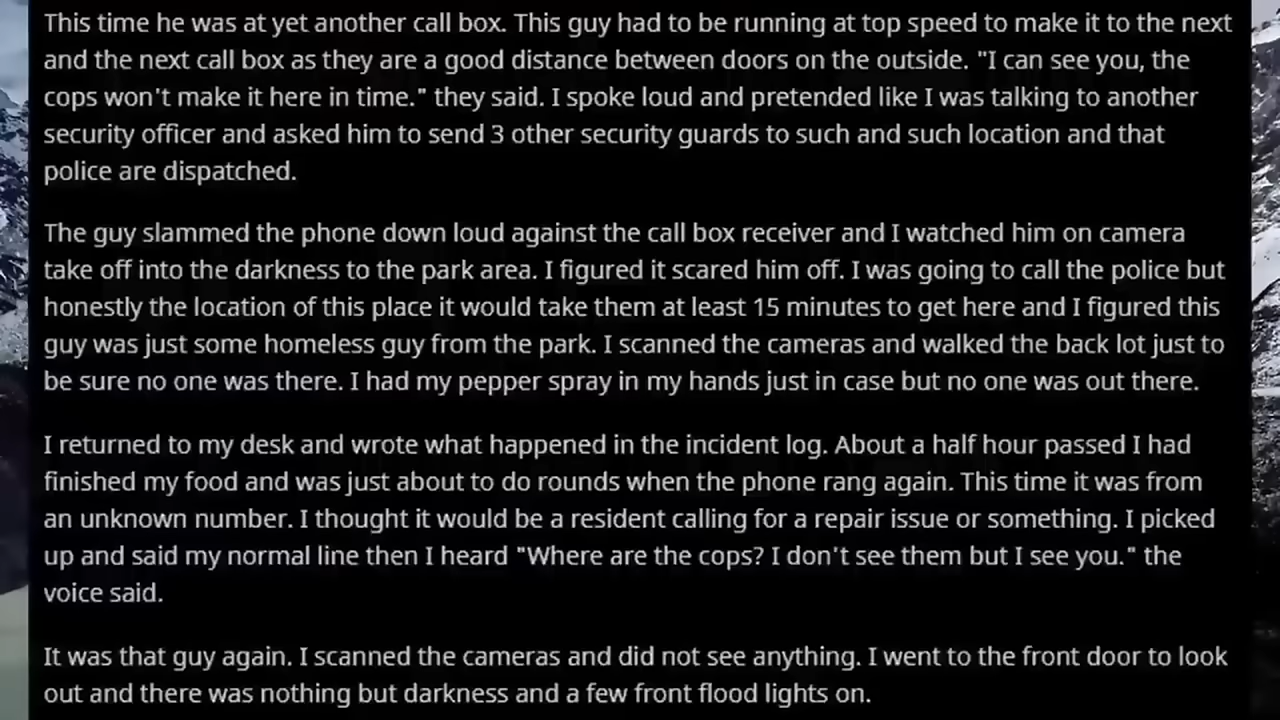 This time he was at yet another call box. This guy had to be running at top speed to make it to the next
and the next call box as they are a good distance between doors on the outside. "I can see you, the
cops won't make it here in time." they said. I spoke loud and pretended like I was talking to another
security officer and asked him to send 3 other security guards to such and such location and that
police are dispatched.
The guy slammed the phone down loud against the call box receiver and I watched him on camera
take off into the darkness to the park area. I figured it scared him off. I was going to call the police but
honestly the location of this place it would take them at least 15 minutes to get here and I figured this
guy was just some homeless guy from the park. I scanned the cameras and walked the back lot just to
be sure no one was there. I had my pepper spray in my hands just in case but no one was out there.
I returned to my desk and wrote what happened in the incident log. About a half hour passed I had
finished my food and was just about to do rounds when the phone rang again. This time it was from
an unknown number. I thought it would be a resident calling for a repair issue or something. I picked
up and said my normal line then I heard "Where are the cops? I don't see them but I see you." the
voice said.
It was that guy again. I scanned the cameras and did not see anything. I went to the front door to look
out and there was nothing but darkness and a few front flood lights on.